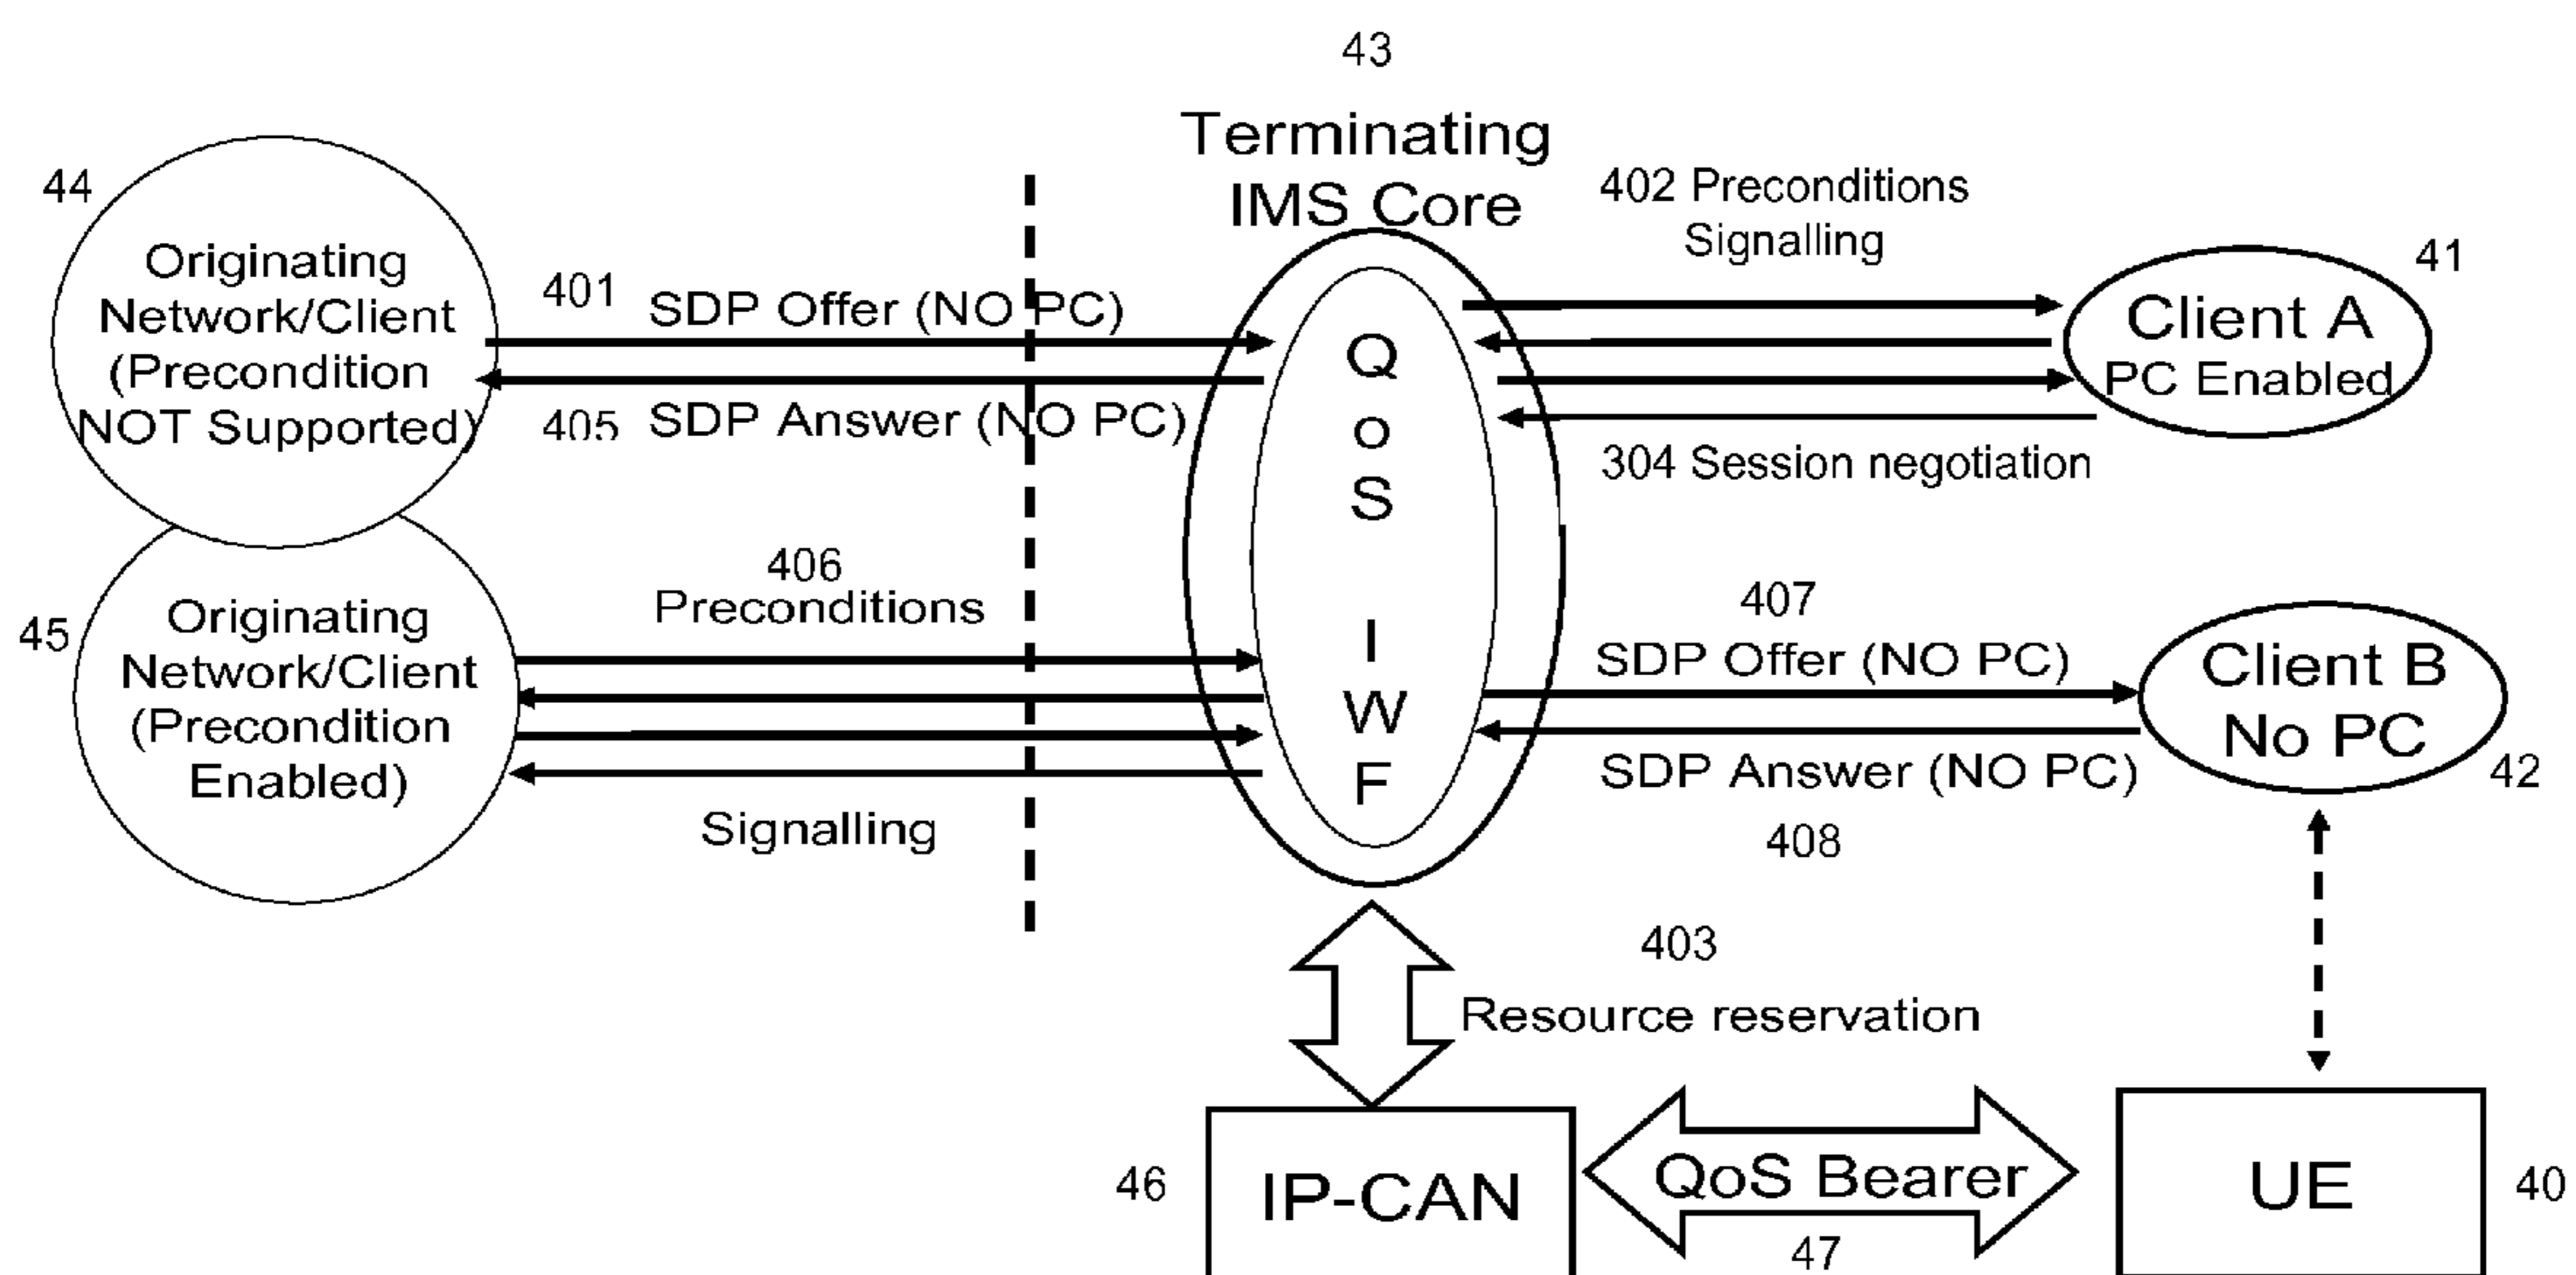 43
Terminating
IMS Core
44
Originating
Network/Client
(Precondition
NOT Supported)
401 SDP Offer (NO PC)
405 SDP Answer (NO PC)
402 Preconditions
Signalling
41
Client A
PC Enabled
304 Session negotiation
Q
o
S
I
W
F
45
Originating
Network/Client
(Precondition
Enabled)
406
Preconditions
Signalling
407
SDP Offer (NO PC)
SDP Answer (NO PC)
408
Client B
No PC
42
403
Resource reservation
46
IP-CAN
QoS Bearer
47
UE
40